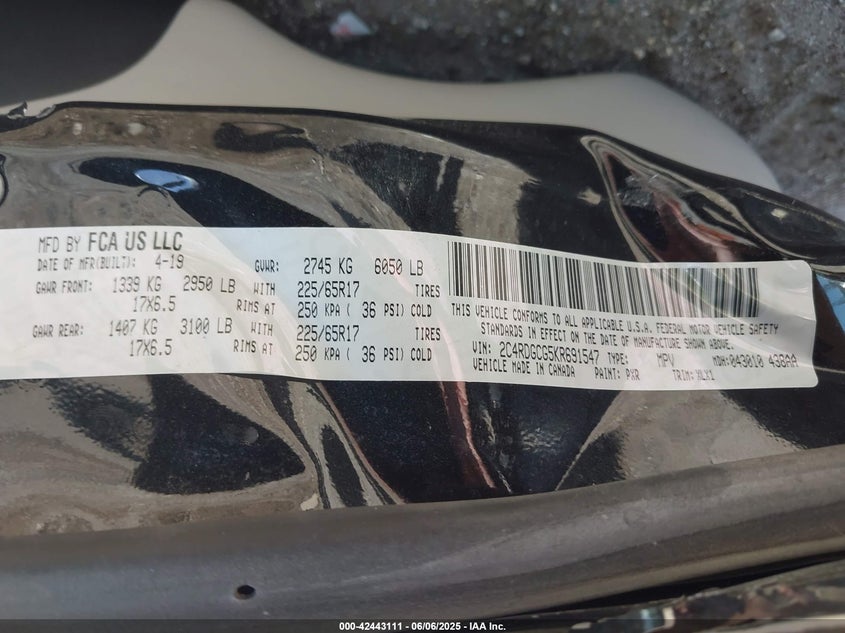 MFD BY FCA US LLC
DATE OF MFR(BUILT): 4-19 GVWR: 2745 KG 6050 LB
GAWR FRONT: 1339 KG 2950 LB WITH 225/65R17 TIRES
17X6.5 RIMS AT 250 KPA ( 36 PSI) COLD
GAWR REAR: 1407 KG 3100 LB WITH 225/65R17 TIRES
17X6.5 RIMS AT 250 KPA ( 36 PSI) COLD
THIS VEHICLE CONFORMS TO ALL APPLICABLE U.S.A. FEDERAL MOTOR VEHICLE SAFETY
STANDARDS IN EFFECT ON THE DATE OF MANUFACTURE SHOWN ABOVE.
VIN: 2C4RDGCG5KR691547 TYPE: MPV MDH:043010 438AA
VEHICLE MADE IN CANADA PAINT: PXR TRIM:
000-42443111 - 06/06/2025 - IAA Inc.